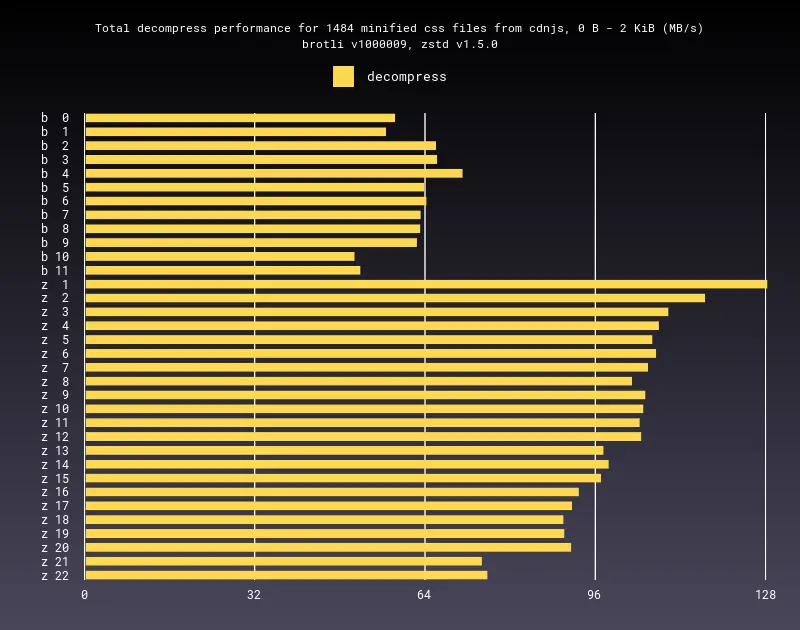 Total decompress performance for 1484 minified css files from cdnjs, 0 B - 2 KiB (MB/s)
brotli v1000009, zstd v1.5.0
decompress
b 0
b 1
b 2
b 3
b 4
b 5
b 6
b 7
b 8
b 9
b 10
b 11
z 1
z 2
z 3
z 4
z 5
z 6
z 7
z 8
z 9
z 10
z 11
z 12
z 13
z 14
z 15
z 16
z 17
z 18
z 19
z 20
z 21
z 22
0 32 64 96 128